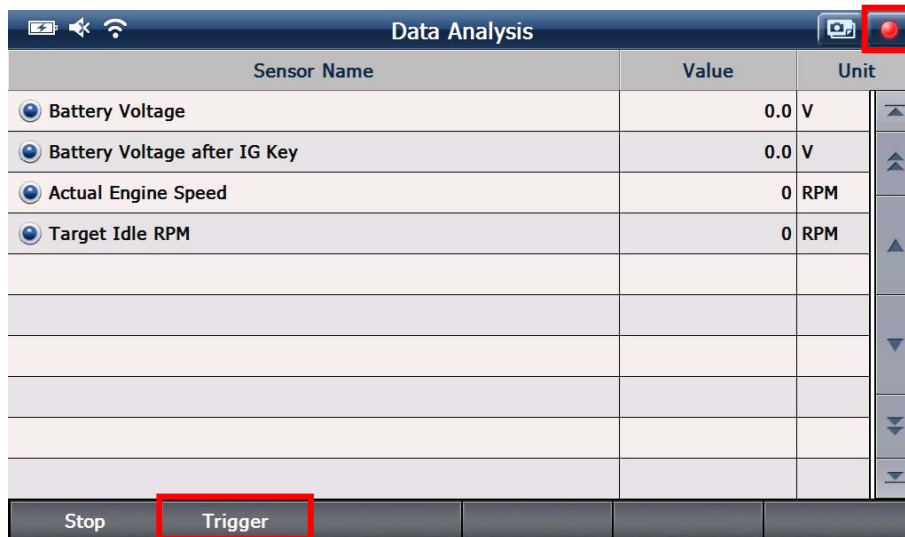 Data Analysis
Sensor Name Value Unit
Battery Voltage 0.0 V
Battery Voltage after IG Key 0.0 V
Actual Engine Speed 0 RPM
Target Idle RPM 0 RPM
Stop Trigger